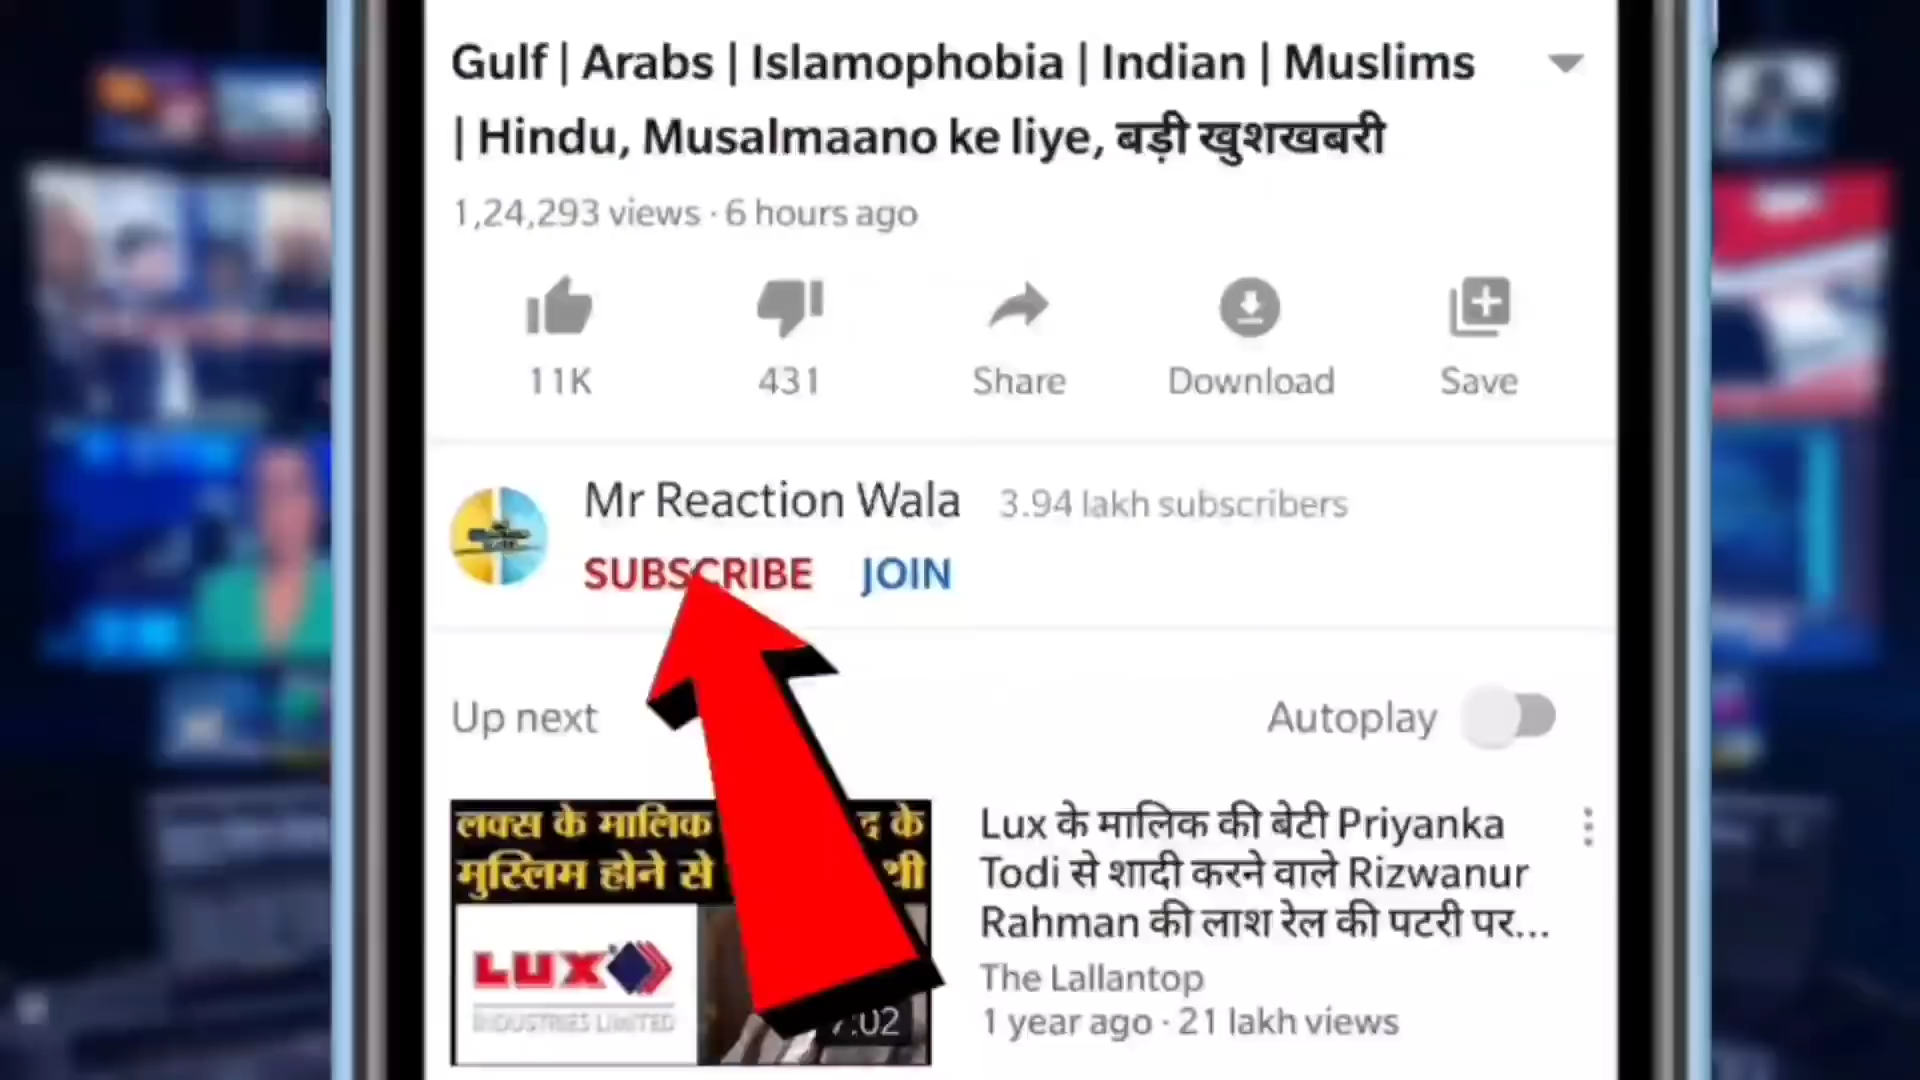 Gulf | Arabs | Islamophobia | Indian | Muslims
| Hindu, Musalmaano ke liye, बड़ी खुशखबरी
1,24,293 views · 6 hours ago
11K
431
Share
Download
Save
Mr Reaction Wala 3.94 lakh subscribers
SUBSCRIBE JOIN
Up next
Autoplay
लक्स के मालिक के
मुस्लिम होने से थी
LUX
INDUSTRIES LIMITED
7:02
Lux के मालिक की बेटी Priyanka
Todi से शादी करने वाले Rizwanur
Rahman की लाश रेल की पटरी पर...
The Lallantop
1 year ago · 21 lakh views